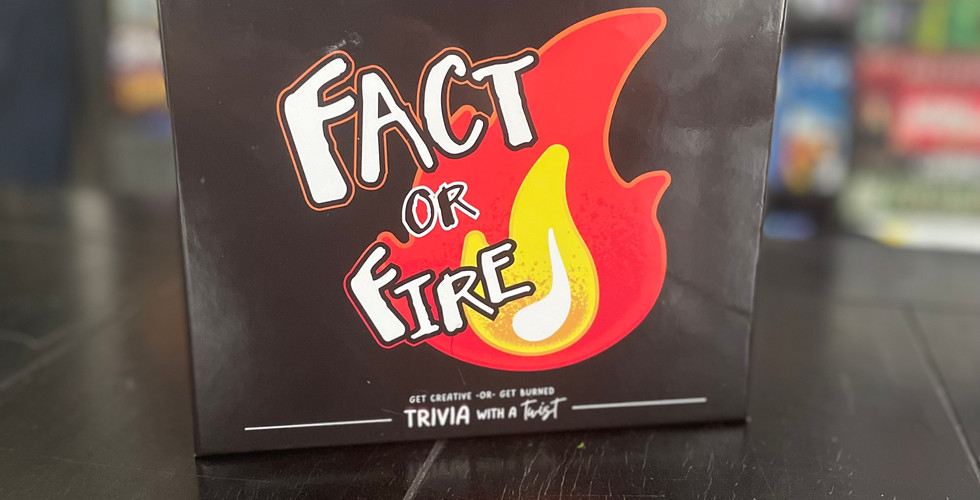 FACT
OR
FIRE
GET CREATIVE -OR- GET BURNED
TRIVIA WITH A Twist